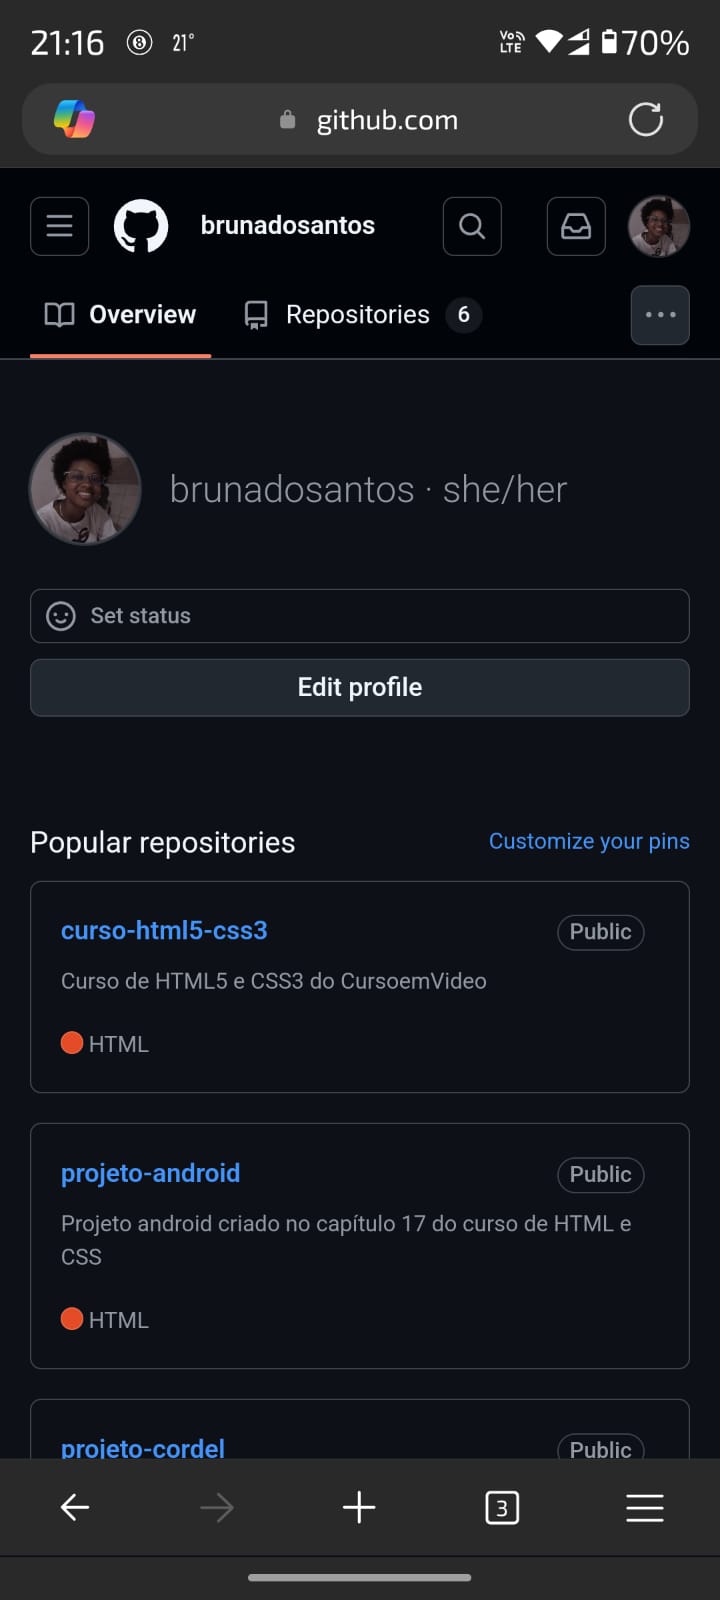 21:16 8 21° Vo LTE 70%
github.com
brunadosantos
Overview Repositories 6
brunadosantos · she/her
Set status
Edit profile
Popular repositories Customize your pins
curso-html5-css3 Public
Curso de HTML5 e CSS3 do CursoemVideo
HTML
projeto-android Public
Projeto android criado no capítulo 17 do curso de HTML e
CSS
HTML
projeto-cordel Public
3